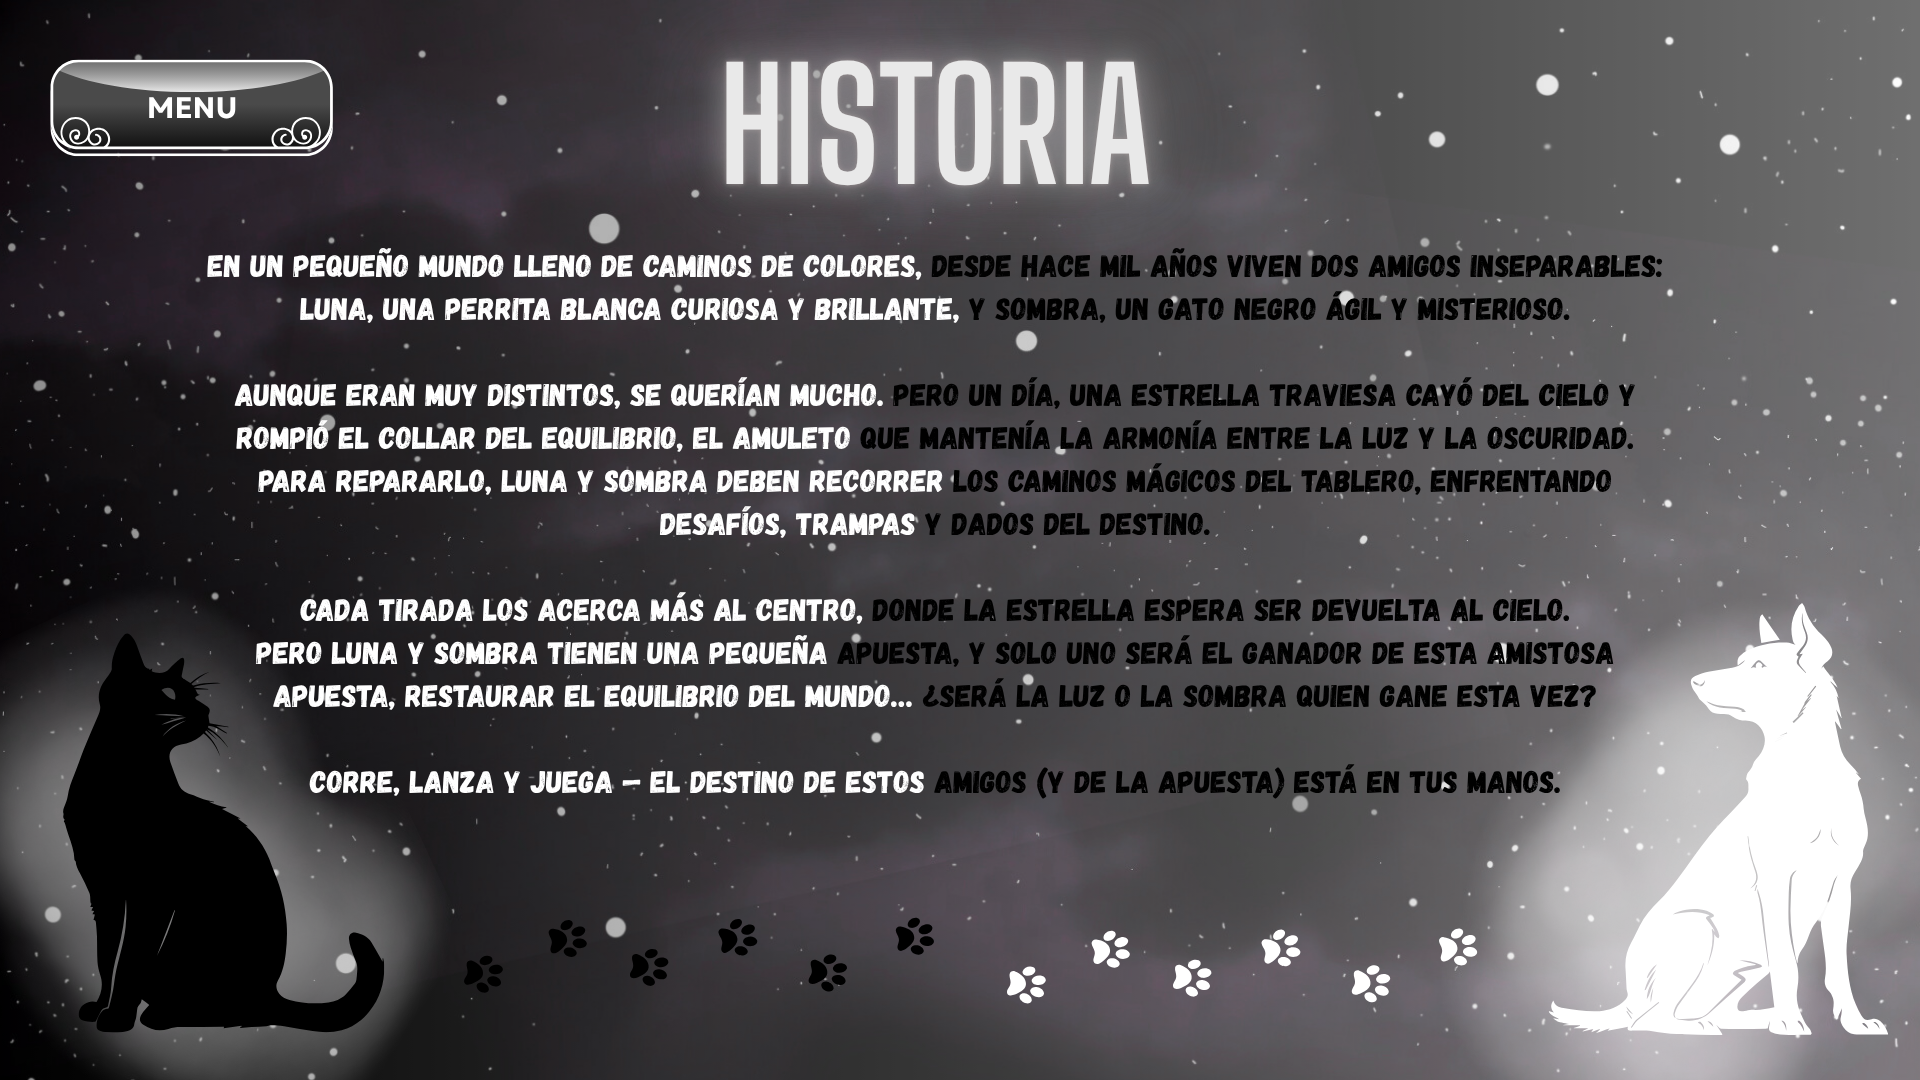 MENU
HISTORIA
EN UN PEQUEÑO MUNDO LLENO DE CAMINOS DE COLORES, DESDE HACE MIL AÑOS VIVEN DOS AMIGOS INSEPARABLES:
LUNA, UNA PERRITA BLANCA CURIOSA Y BRILLANTE, Y SOMBRA, UN GATO NEGRO ÁGIL Y MISTERIOSO.
AUNQUE ERAN MUY DISTINTOS, SE QUERÍAN MUCHO. PERO UN DÍA, UNA ESTRELLA TRAVIESA CAYÓ DEL CIELO Y
ROMPIÓ EL COLLAR DEL EQUILIBRIO, EL AMULETO QUE MANTENÍA LA ARMONÍA ENTRE LA LUZ Y LA OSCURIDAD.
PARA REPARARLO, LUNA Y SOMBRA DEBEN RECORRER LOS CAMINOS MÁGICOS DEL TABLERO, ENFRENTANDO
DESAFÍOS, TRAMPAS Y DADOS DEL DESTINO.
CADA TIRADA LOS ACERCA MÁS AL CENTRO, DONDE LA ESTRELLA ESPERA SER DEVUELTA AL CIELO.
PERO LUNA Y SOMBRA TIENEN UNA PEQUEÑA APUESTA, Y SOLO UNO SERÁ EL GANADOR DE ESTA AMISTOSA
APUESTA, RESTAURAR EL EQUILIBRIO DEL MUNDO... ¿SERÁ LA LUZ O LA SOMBRA QUIEN GANE ESTA VEZ?
CORRE, LANZA Y JUEGA – EL DESTINO DE ESTOS AMIGOS (Y DE LA APUESTA) ESTÁ EN TUS MANOS.